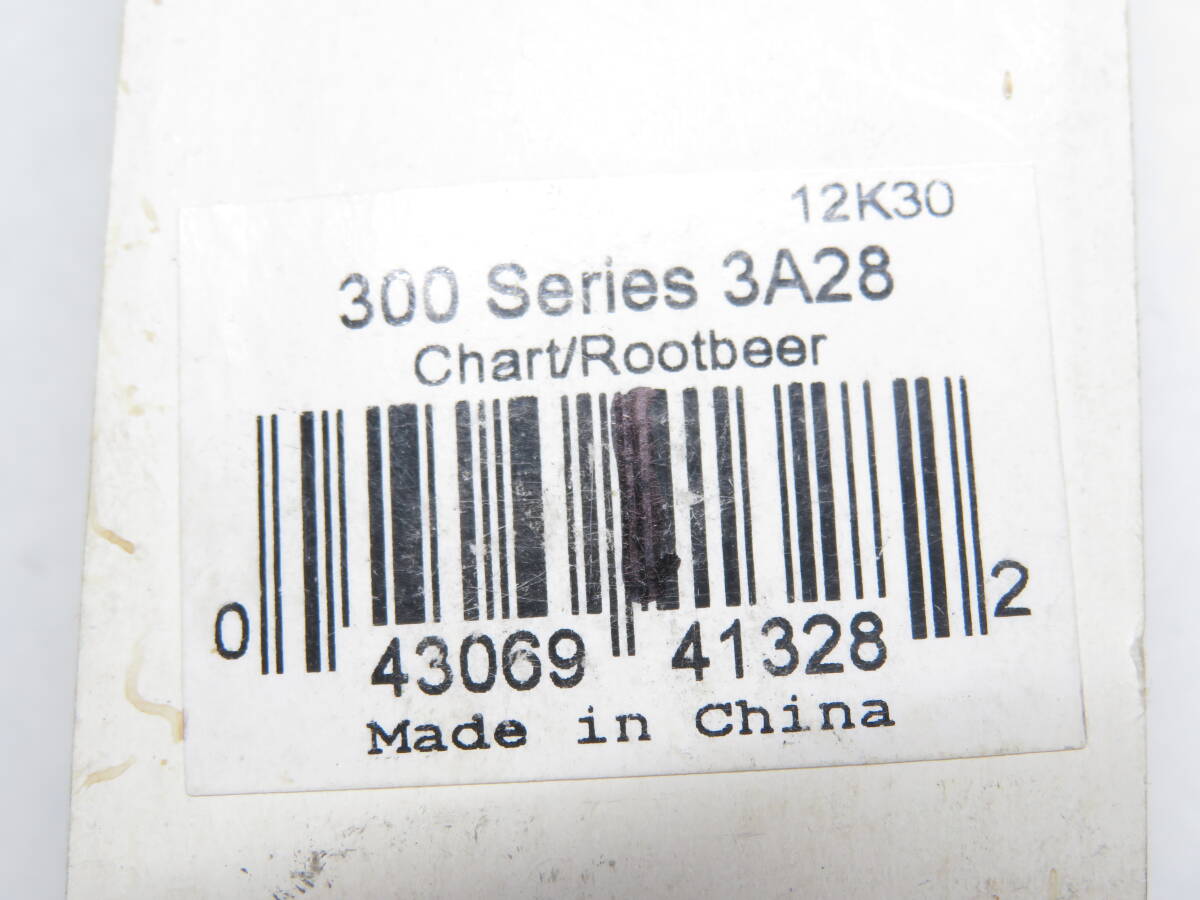 12K30
300 Series 3A28
Chart/Rootbeer
0 43069 41328 2
Made in China